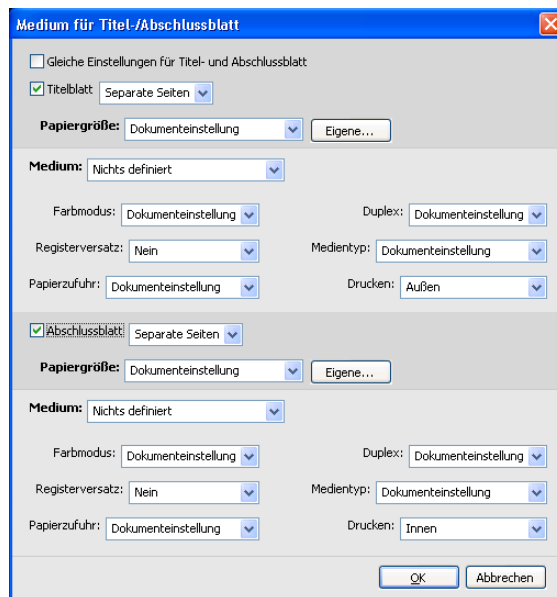 Medium für Titel-/Abschlussblatt
Gleiche Einstellungen für Titel- und Abschlussblatt
Titelblatt Separate Seiten
Papiergröße: Dokumenteinstellung Eigene...
Medium: Nichts definiert
Farbmodus: Dokumenteinstellung Duplex: Dokumenteinstellung
Registerversatz: Nein Medientyp: Dokumenteinstellung
Papierzufuhr: Dokumenteinstellung Drucken: Außen
Abschlussblatt Separate Seiten
Papiergröße: Dokumenteinstellung Eigene...
Medium: Nichts definiert
Farbmodus: Dokumenteinstellung Duplex: Dokumenteinstellung
Registerversatz: Nein Medientyp: Dokumenteinstellung
Papierzufuhr: Dokumenteinstellung Drucken: Innen
OK Abbrechen